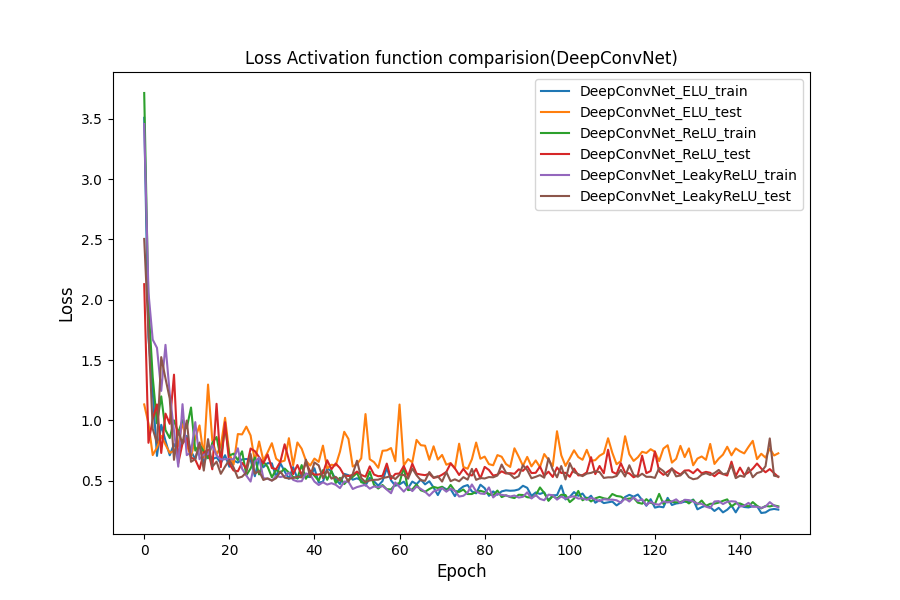 Loss Activation function comparision(DeepConvNet)
DeepConvNet_ELU_train
DeepConvNet_ELU_test
DeepConvNet_ReLU_train
DeepConvNet_ReLU_test
DeepConvNet_LeakyReLU_train
DeepConvNet_LeakyReLU_test
3.5
3.0
2.5
2.0
1.5
1.0
0.5
Loss
0 20 40 60 80 100 120 140
Epoch